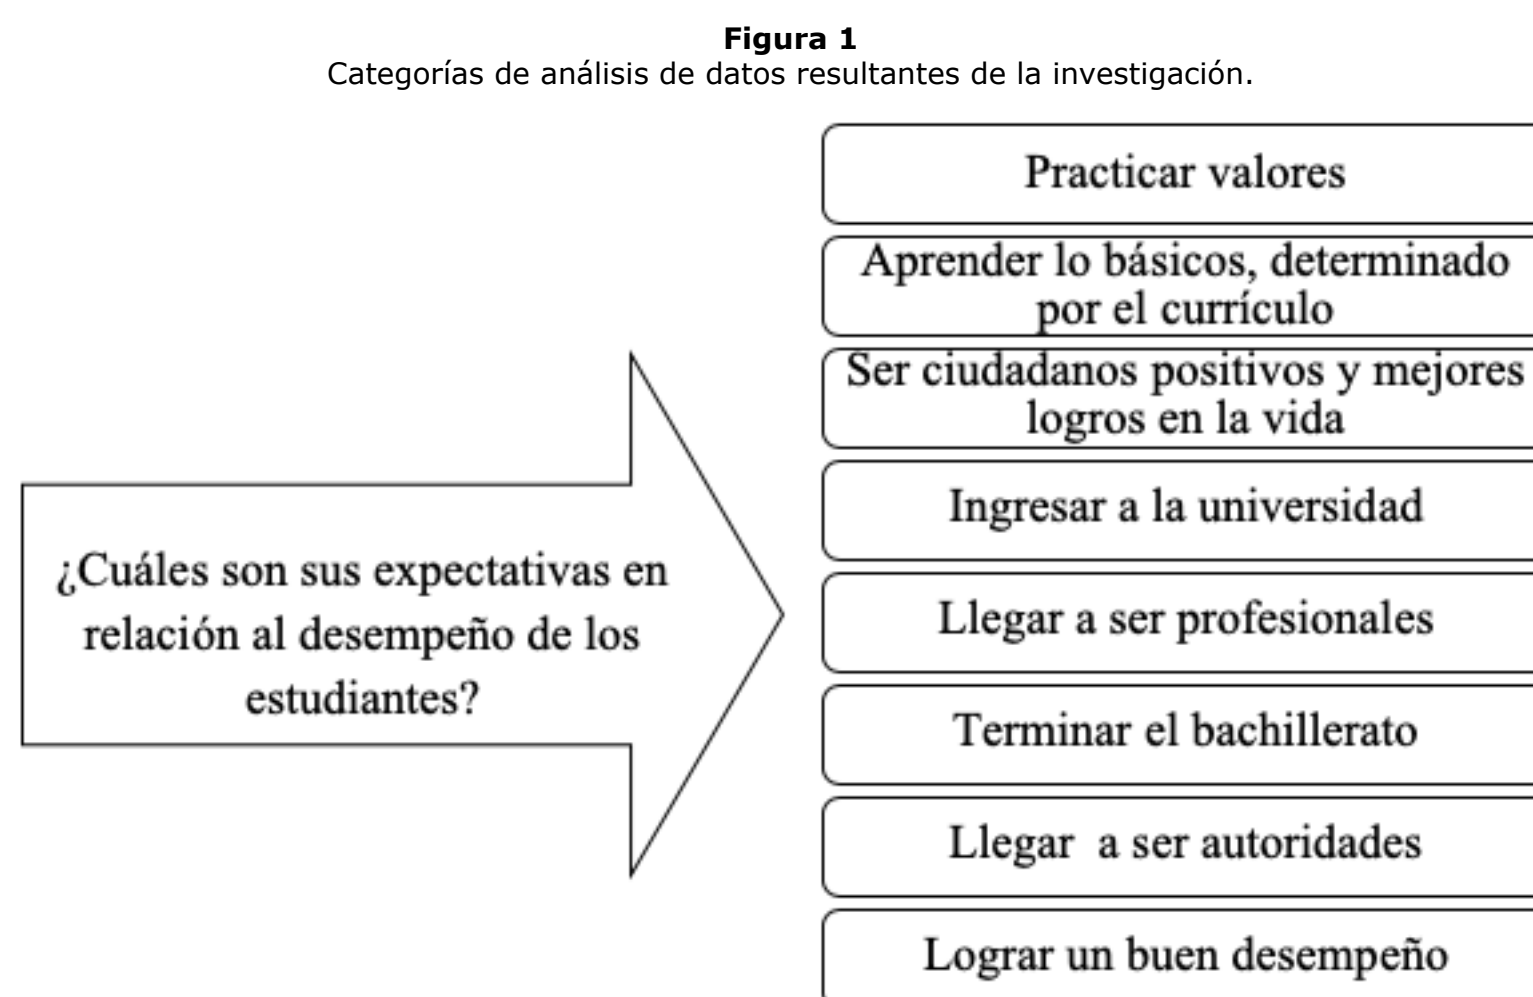 Figura 1
Categorías de análisis de datos resultantes de la investigación.
¿Cuáles son sus expectativas en
relación al desempeño de los
estudiantes?
Practicar valores
Aprender lo básicos, determinado
por el currículo
Ser ciudadanos positivos y mejores
logros en la vida
Ingresar a la universidad
Llegar a ser profesionales
Terminar el bachillerato
Llegar  a ser autoridades
Lograr un buen desempeño